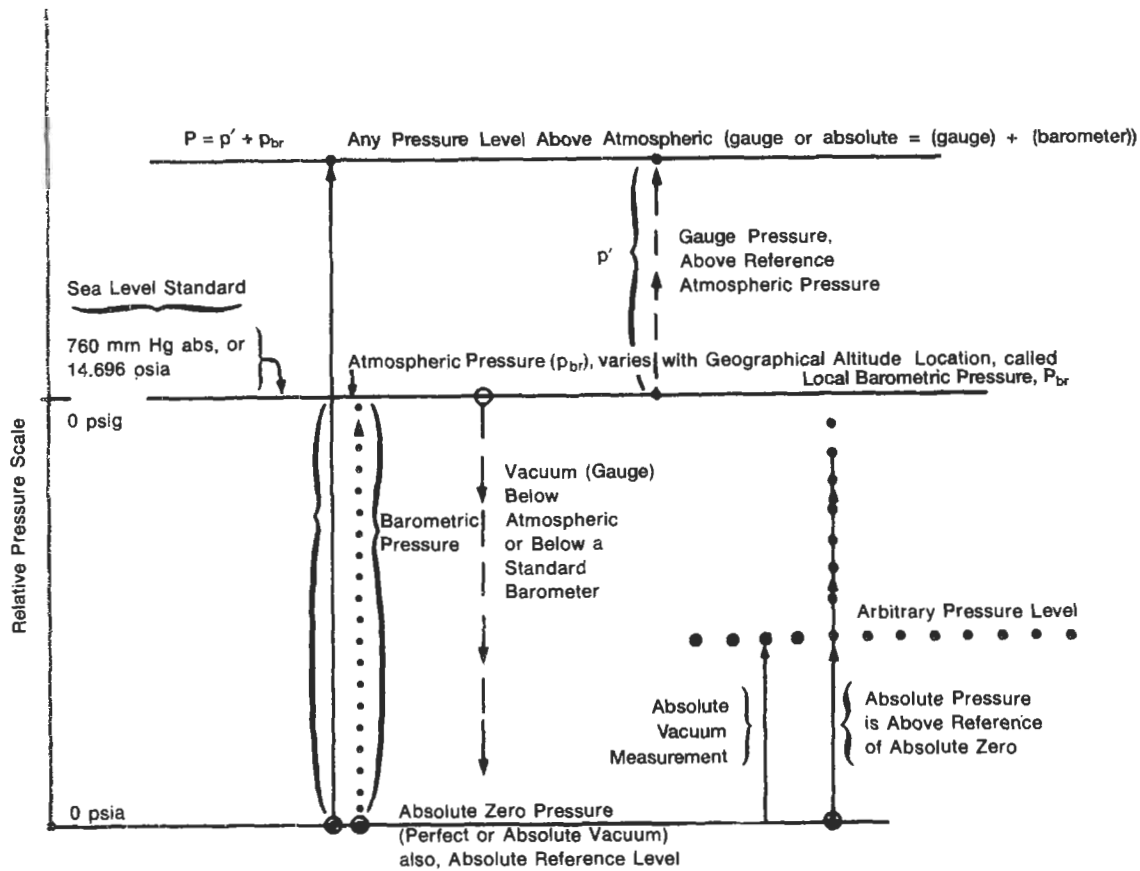 P = p′ + pbr
Any Pressure Level Above Atmospheric (gauge or absolute = (gauge) + (barometer))
p′
Gauge Pressure,
Above Reference
Atmospheric Pressure
Sea Level Standard
760 mm Hg abs, or
14.696 psia
Atmospheric Pressure (pbr), varies with Geographical Altitude Location, called
Local Barometric Pressure, Pbr
0 psig
Relative Pressure Scale
Barometric
Pressure
Vacuum (Gauge)
Below
Atmospheric
or Below a
Standard
Barometer
Arbitrary Pressure Level
Absolute
Vacuum
Measurement
Absolute Pressure
is Above Reference
of Absolute Zero
0 psia
Absolute Zero Pressure
(Perfect or Absolute Vacuum)
also, Absolute Reference Level